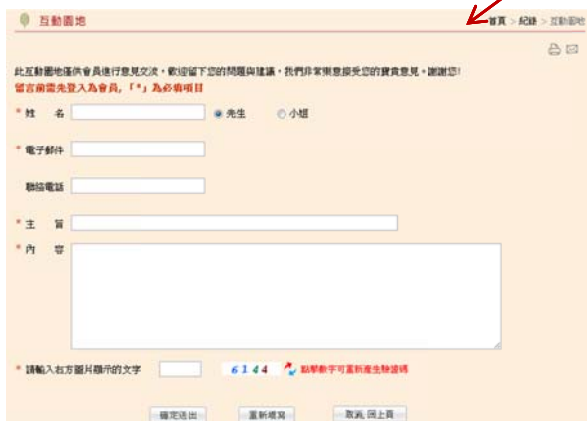 互動園地
首頁 > 紀錄 > 互動園地
此互動園地僅供會員進行意見交流，歡迎留下您的問題與建議，我們非常樂意接受您的寶貴意見。謝謝您!
留言前需先登入為會員,「*」為必填項目
* 姓 名 先生 小姐
* 電子郵件
聯絡電話
* 主 旨
* 內 容
* 請輸入右方圖片顯示的文字 6144 點擊數字可重新產生驗證碼
確定送出 重新填寫 取消,回上頁